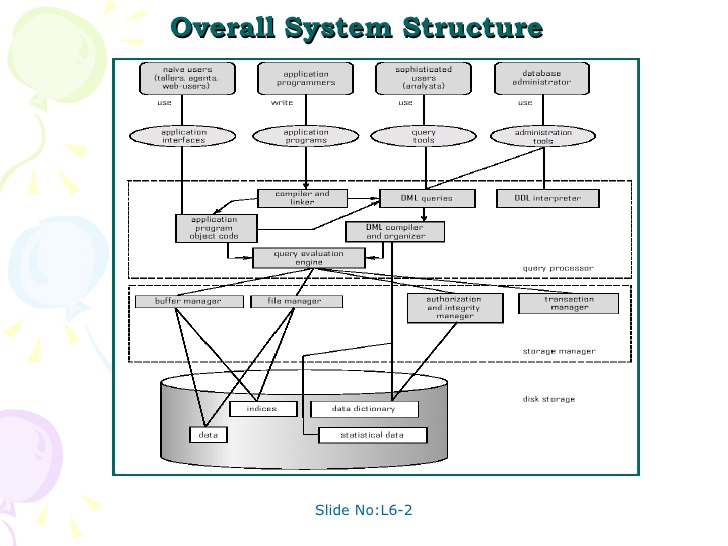 Overall System Structure
naive users
(tellers, agents,
web-users)
application
programmers
sophisticated
users
(analysts)
database
administrator
use
write
use
use
application
interfaces
application
programs
query
tools
administration
tools
compiler and
linker
DML queries
DDL interpreter
application
program
object code
DML compiler
and organizer
query evaluation
engine
query processor
buffer manager
file manager
authorization
and integrity
manager
transaction
manager
storage manager
disk storage
indices
data dictionary
data
statistical data
Slide No:L6-2